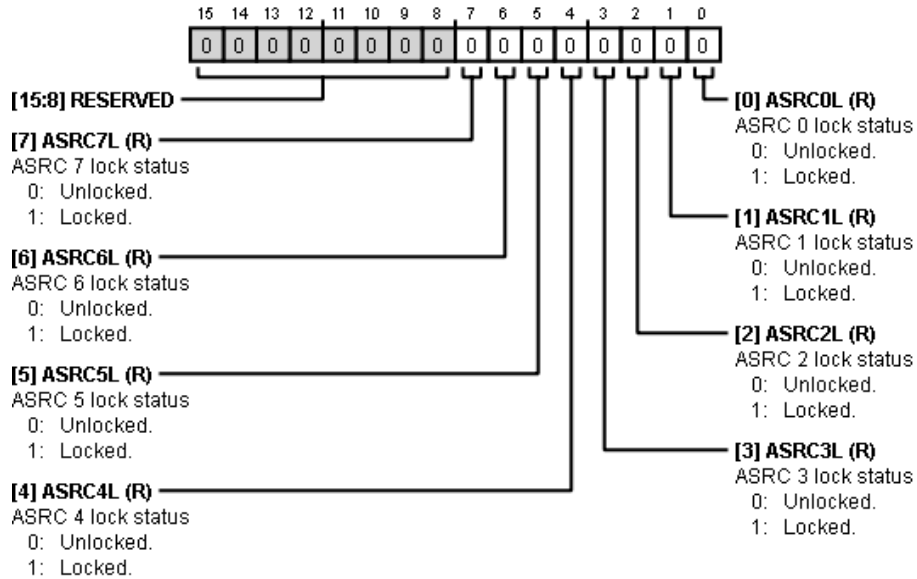 15 14 13 12 11 10 9 8 7 6 5 4 3 2 1 0
0 0 0 0 0 0 0 0 0 0 0 0 0 0 0 0
[15:8] RESERVED
[7] ASRC7L (R)
ASRC 7 lock status
0: Unlocked.
1: Locked.
[6] ASRC6L (R)
ASRC 6 lock status
0: Unlocked.
1: Locked.
[5] ASRC5L (R)
ASRC 5 lock status
0: Unlocked.
1: Locked.
[4] ASRC4L (R)
ASRC 4 lock status
0: Unlocked.
1: Locked.
[0] ASRC0L (R)
ASRC 0 lock status
0: Unlocked.
1: Locked.
[1] ASRC1L (R)
ASRC 1 lock status
0: Unlocked.
1: Locked.
[2] ASRC2L (R)
ASRC 2 lock status
0: Unlocked.
1: Locked.
[3] ASRC3L (R)
ASRC 3 lock status
0: Unlocked.
1: Locked.